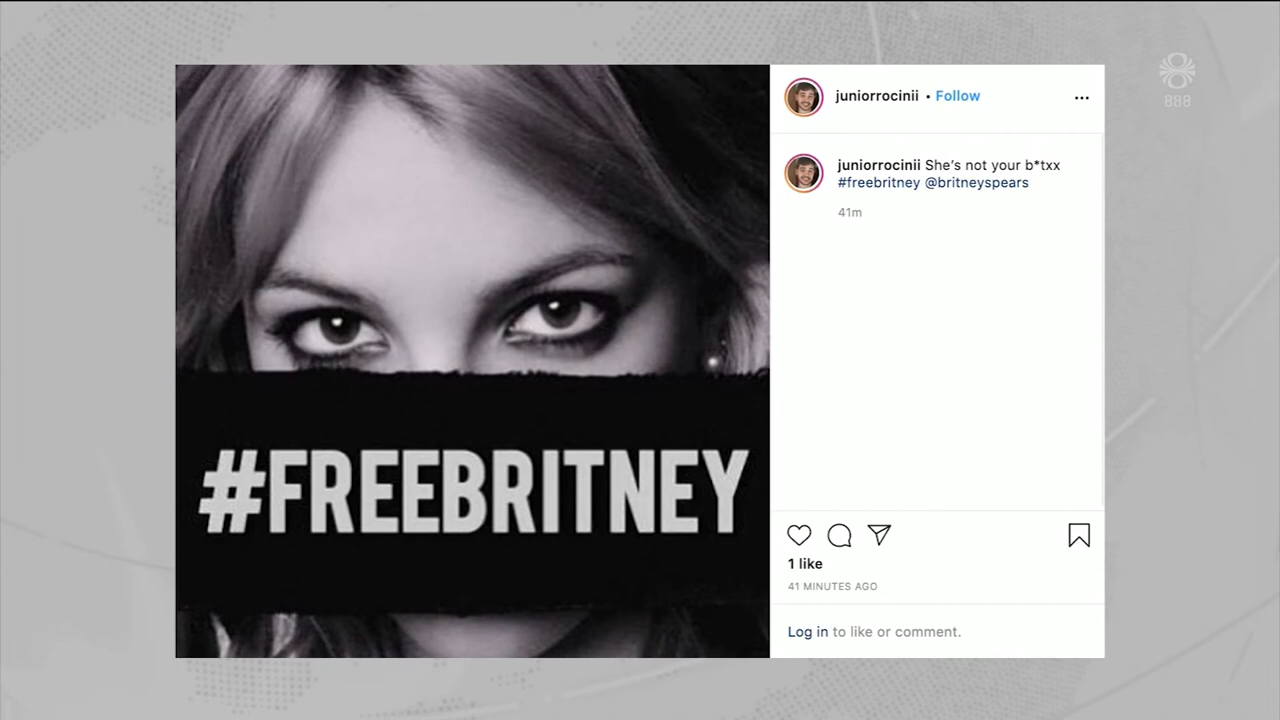 888
juniorrocinii • Follow
juniorrocinii She's not your b*txx
#freebritney @britneyspears
41m
#FREEBRITNEY
1 like
41 MINUTES AGO
Log in to like or comment.